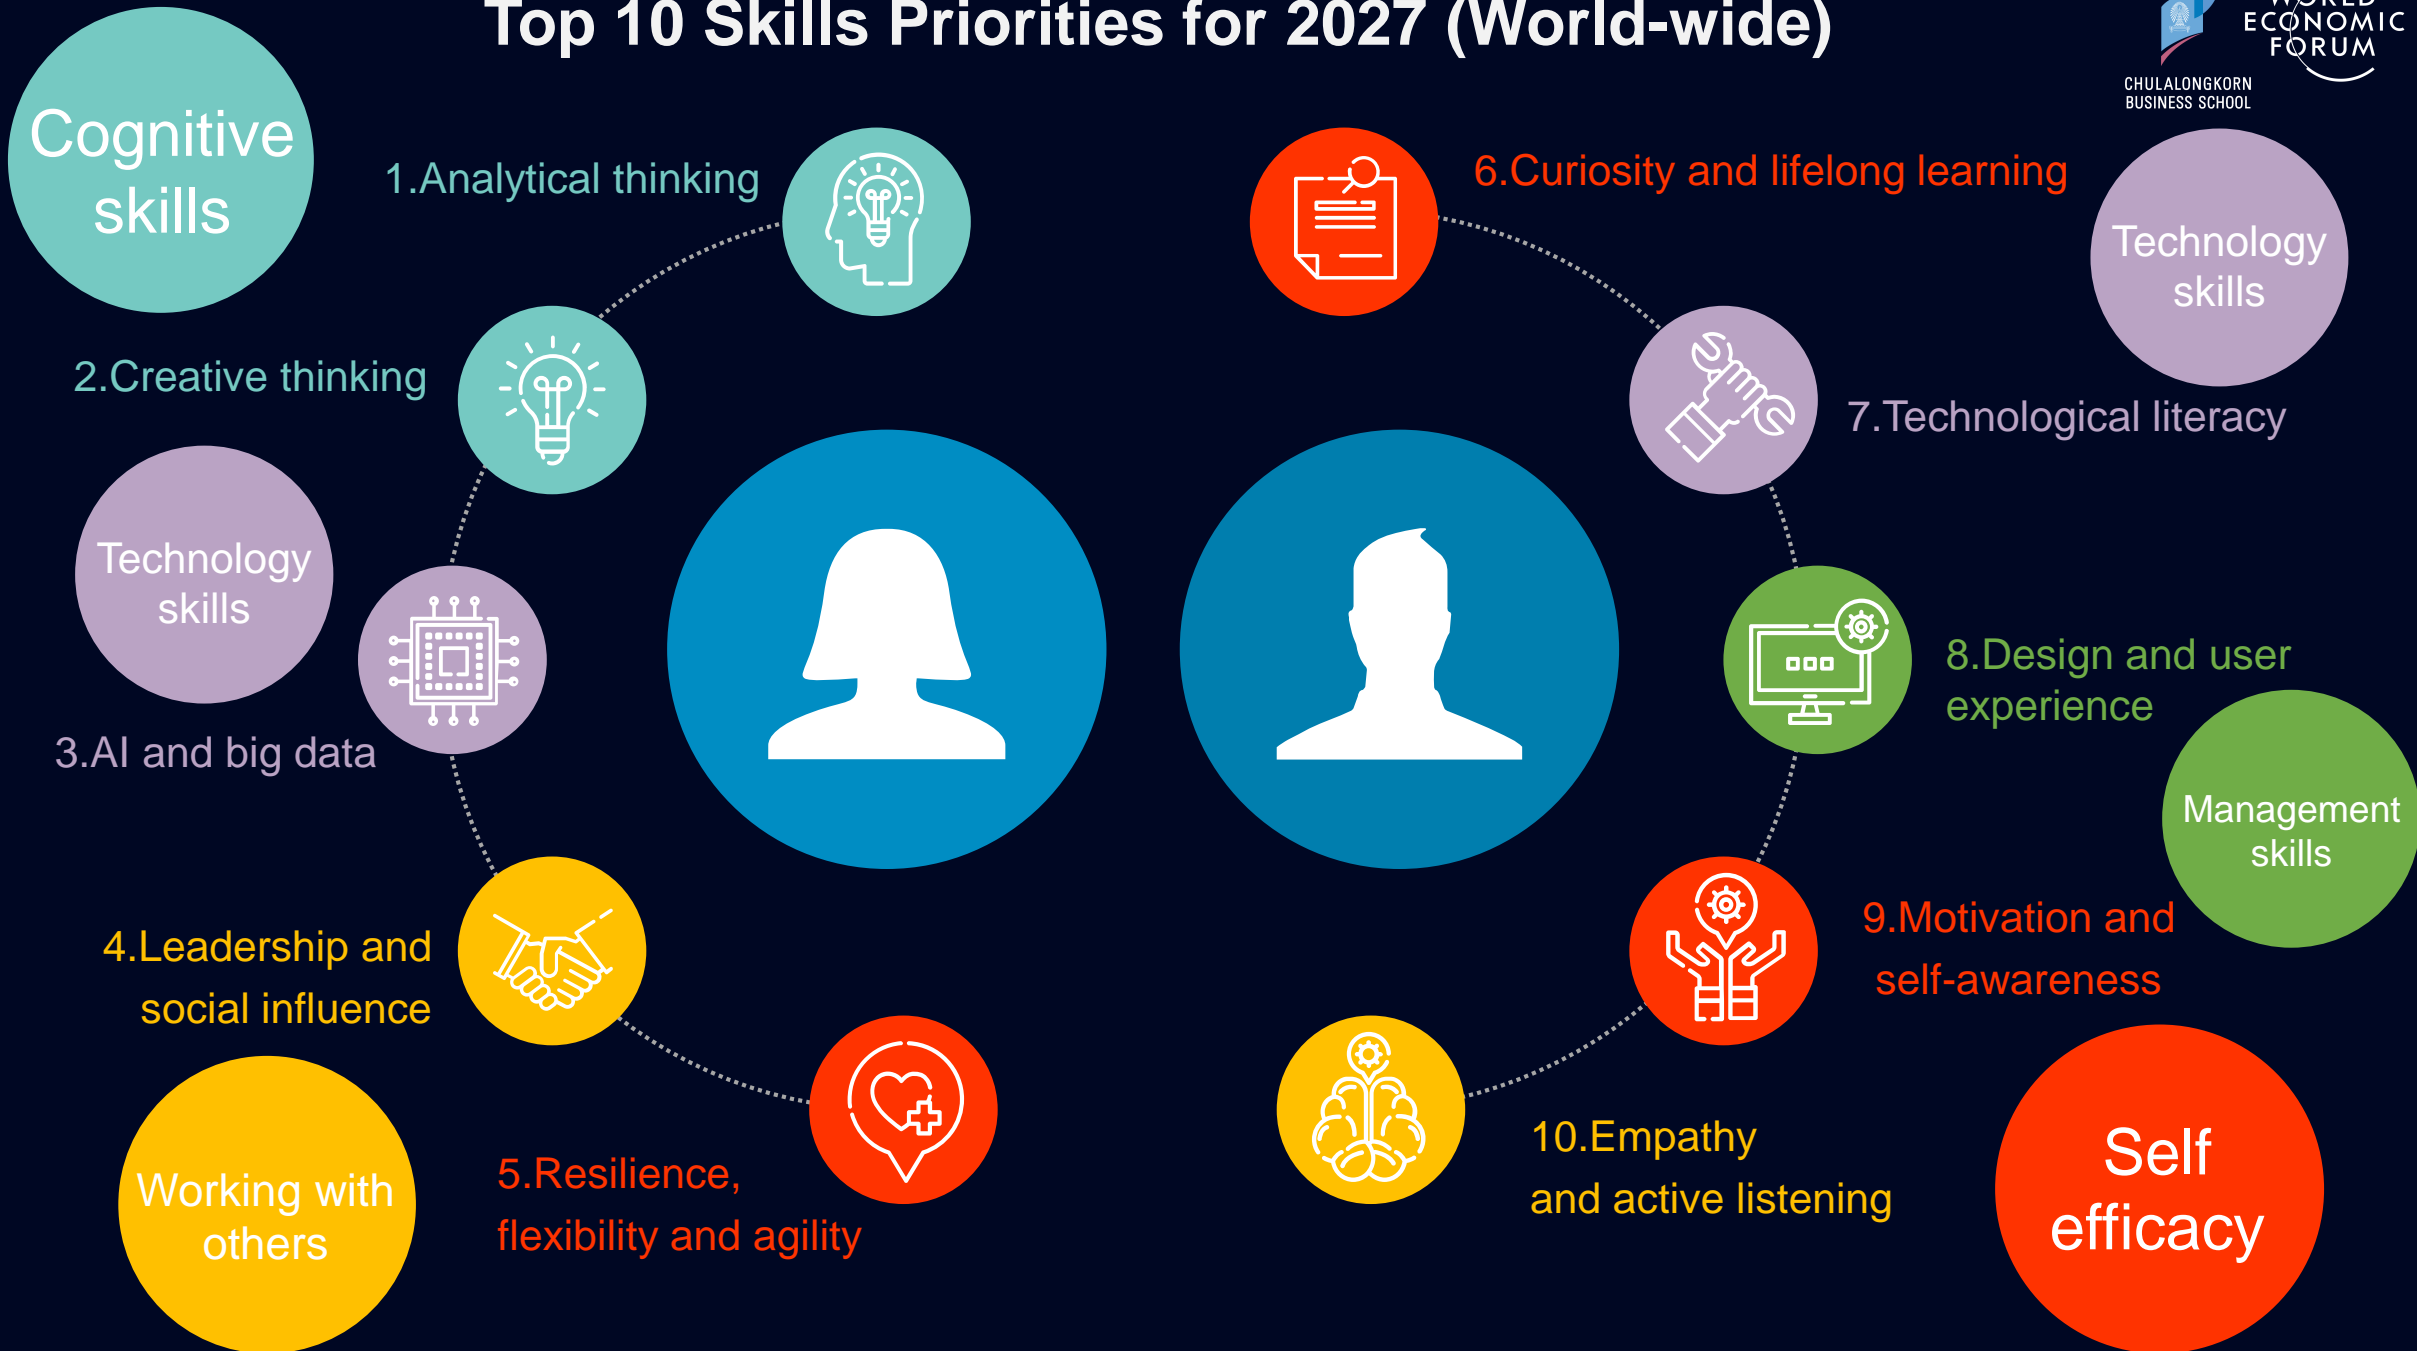 Top 10 Skills Priorities for 2027 (World-wide)
WORLD
ECONOMIC
FORUM
CHULALONGKORN
BUSINESS SCHOOL
Cognitive
skills
1.Analytical thinking
2.Creative thinking
Technology
skills
3.AI and big data
4.Leadership and
social influence
Working with
others
5.Resilience,
flexibility and agility
6.Curiosity and lifelong learning
Technology
skills
7.Technological literacy
8.Design and user
experience
Management
skills
9.Motivation and
self-awareness
10.Empathy
and active listening
Self
efficacy